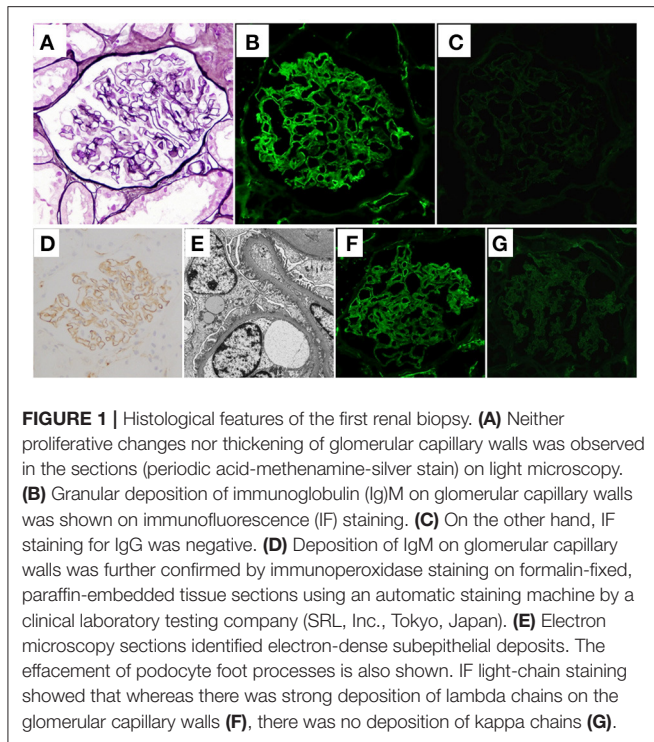 A
B
C
D
E
F
G
FIGURE 1 | Histological features of the first renal biopsy. (A) Neither
proliferative changes nor thickening of glomerular capillary walls was observed
in the sections (periodic acid-methenamine-silver stain) on light microscopy.
(B) Granular deposition of immunoglobulin (Ig)M on glomerular capillary walls
was shown on immunofluorescence (IF) staining. (C) On the other hand, IF
staining for IgG was negative. (D) Deposition of IgM on glomerular capillary
walls was further confirmed by immunoperoxidase staining on formalin-fixed,
paraffin-embedded tissue sections using an automatic staining machine by a
clinical laboratory testing company (SRL, Inc., Tokyo, Japan). (E) Electron
microscopy sections identified electron-dense subepithelial deposits. The
effacement of podocyte foot processes is also shown. IF light-chain staining
showed that whereas there was strong deposition of lambda chains on the
glomerular capillary walls (F), there was no deposition of kappa chains (G).